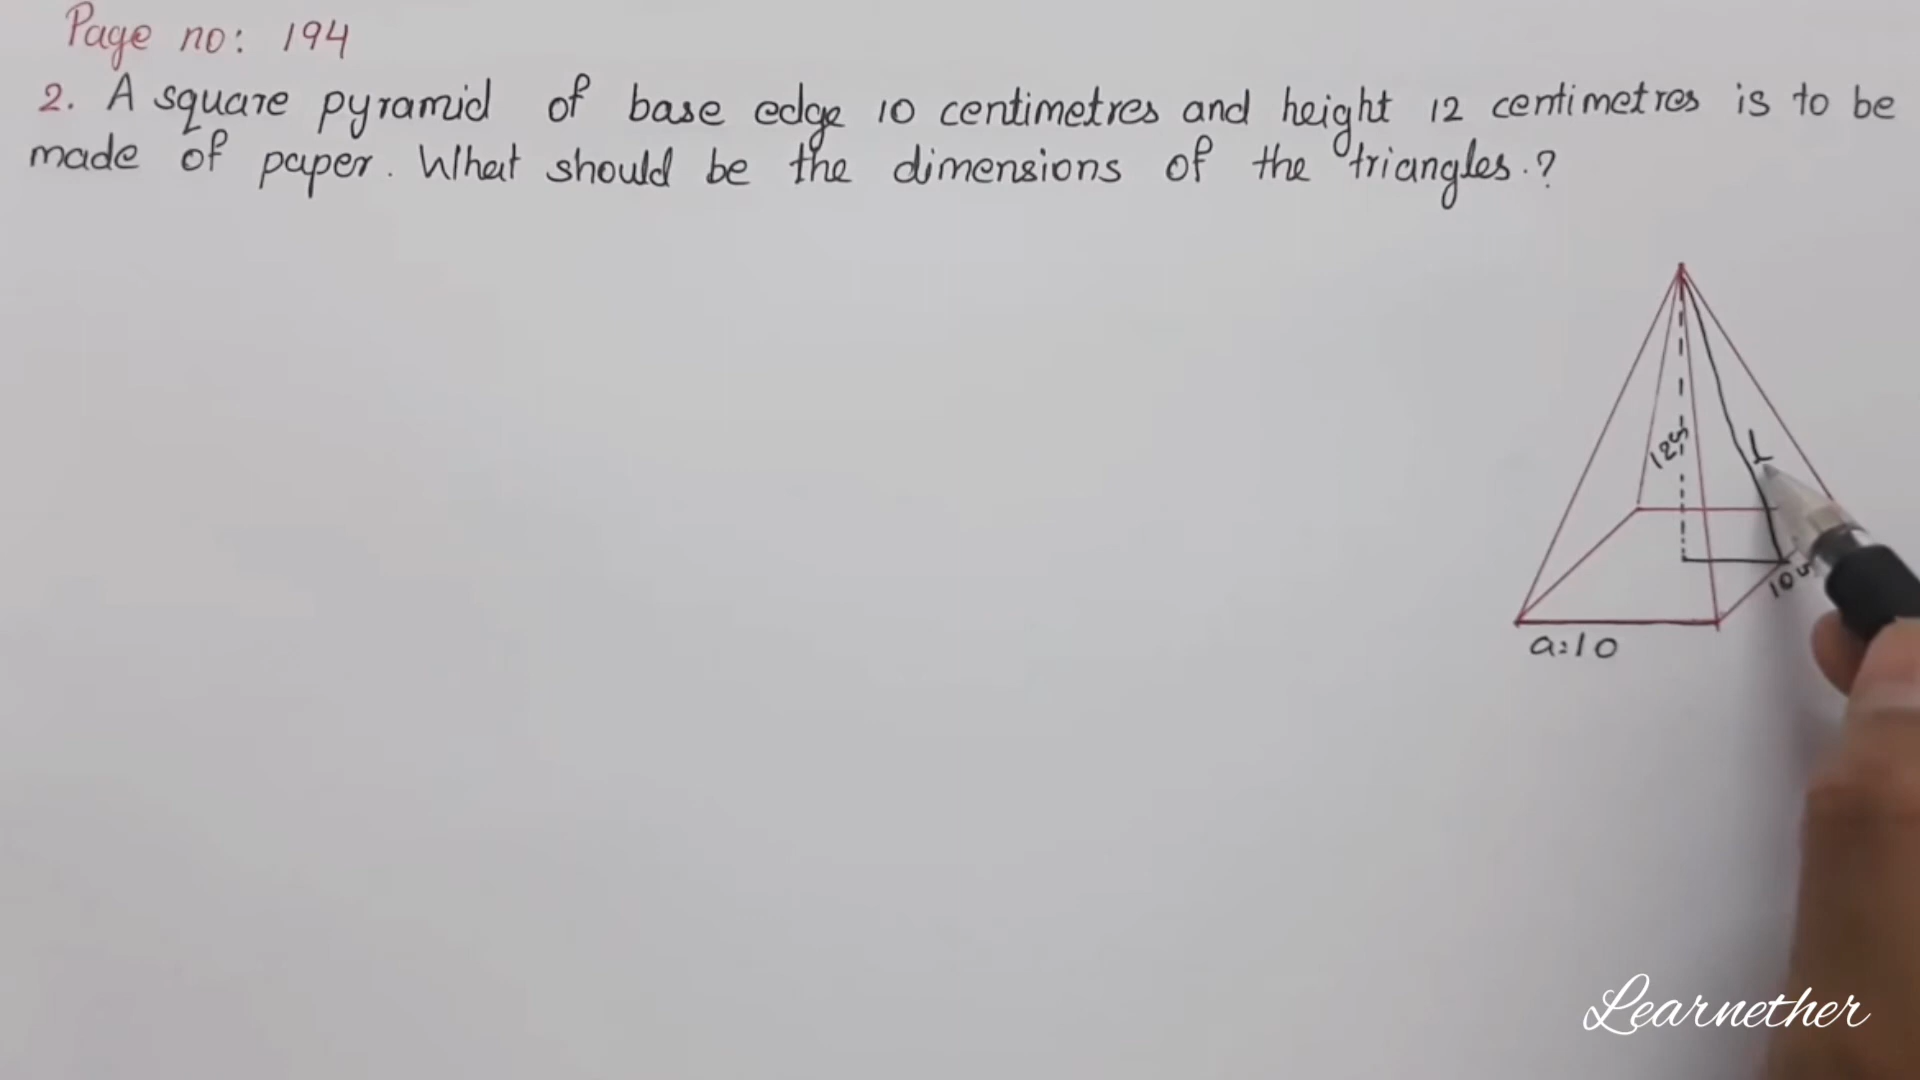 Page no: 194
2. A square pyramid of base edge 10 centimetres and height 12 centimetres is to be
made of paper. What should be the dimensions of the triangles.?
12
10
a=10
Learnether